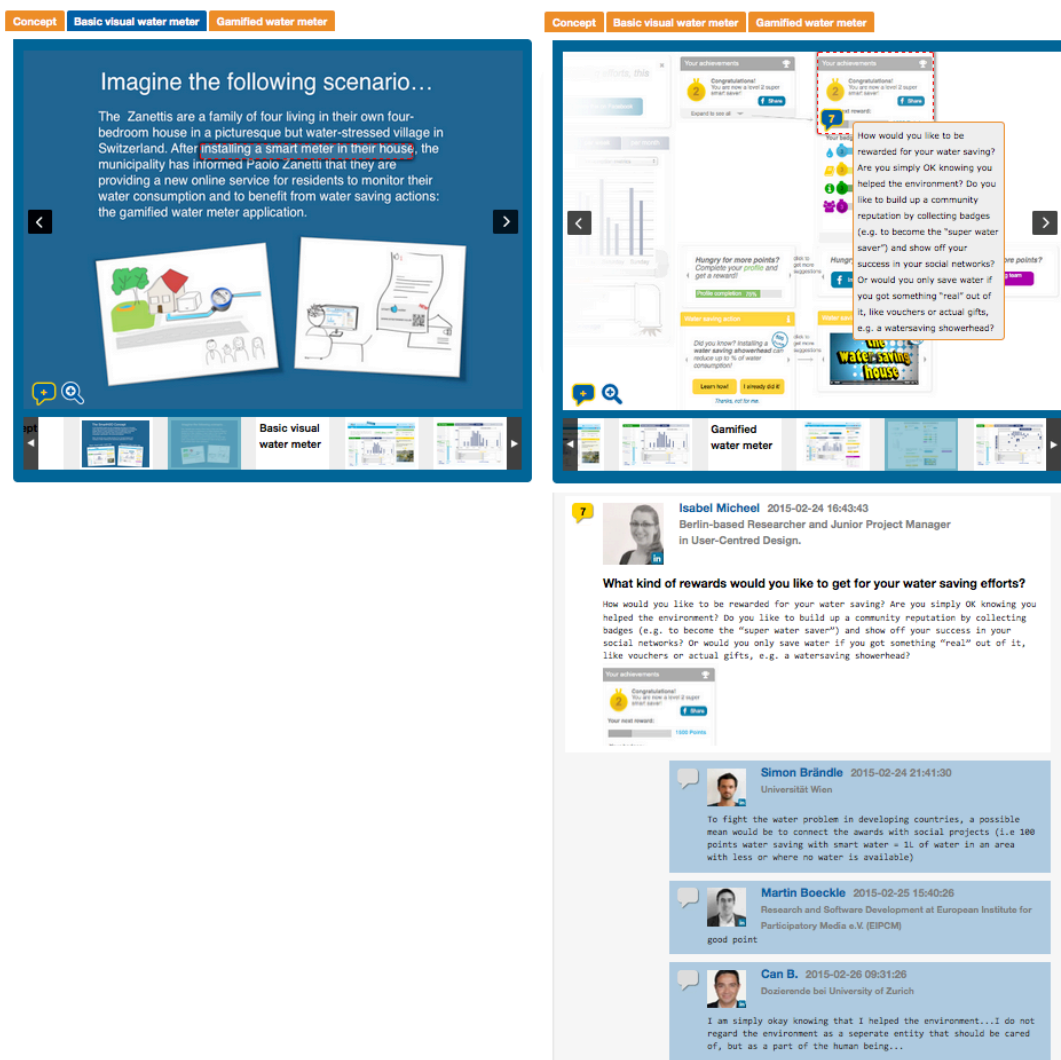 Concept
Basic visual water meter
Gamified water meter
Imagine the following scenario…
The Zanettis are a family of four living in their own four-
bedroom house in a picturesque but water-stressed village in
Switzerland. After installing a smart meter in their house, the
municipality has informed Paolo Zanetti that they are
providing a new online service for residents to monitor their
water consumption and to benefit from water saving actions:
the gamified water meter application.
Basic visual
water meter
Concept
Basic visual water meter
Gamified water meter
Your achievements
Congratulations!
You are now a level 2 super
smart saver!
2
Share
Expand to see all
Your achievements
Congratulations!
You are now a level 2 super
smart saver!
2
Share
7
How would you like to be
rewarded for your water saving?
Are you simply OK knowing you
helped the environment? Do you
like to build up a community
reputation by collecting badges
(e.g. to become the “super water
saver”) and show off your
success in your social networks?
Or would you only save water if
you got something “real” out of
it, like vouchers or actual gifts,
e.g. a watersaving showerhead?
Hungry for more points?
Complete your profile and
get a reward!
Profile completion
click to
get more
suggestions
Water saving action
Did you know? Installing a
water saving showerhead can
reduce up to % of water
consumption!
Learn how!
I already did it!
Thanks, not for me.
the
water saving
house
Gamified
water meter
7
Isabel Micheel 2015-02-24 16:43:43
Berlin-based Researcher and Junior Project Manager
in User-Centred Design.
in
What kind of rewards would you like to get for your water saving efforts?
How would you like to be rewarded for your water saving? Are you simply OK knowing you
helped the environment? Do you like to build up a community reputation by collecting
badges (e.g. to become the “super water saver”) and show off your success in your
social networks? Or would you only save water if you got something “real” out of it,
like vouchers or actual gifts, e.g. a watersaving showerhead?
Your achievements
Congratulations!
You are now a level 2 super
smart saver!
2
Share
Your next reward:
1500 Points
Simon Brändle 2015-02-24 21:41:30
Universität Wien
To fight the water problem in developing countries, a possible
mean would be to connect the awards with social projects (i.e 100
points water saving with smart water = 1L of water in an area
with less or where no water is available)
Martin Boeckle 2015-02-25 15:40:26
Research and Software Development at European Institute for
Participatory Media e.V. (EIPCM)
good point
Can B. 2015-02-26 09:31:26
Dozierende bei University of Zurich
I am simply okay knowing that I helped the environment...I do not
regard the environment as a seperate entity that should be cared
of, but as a part of the human being...